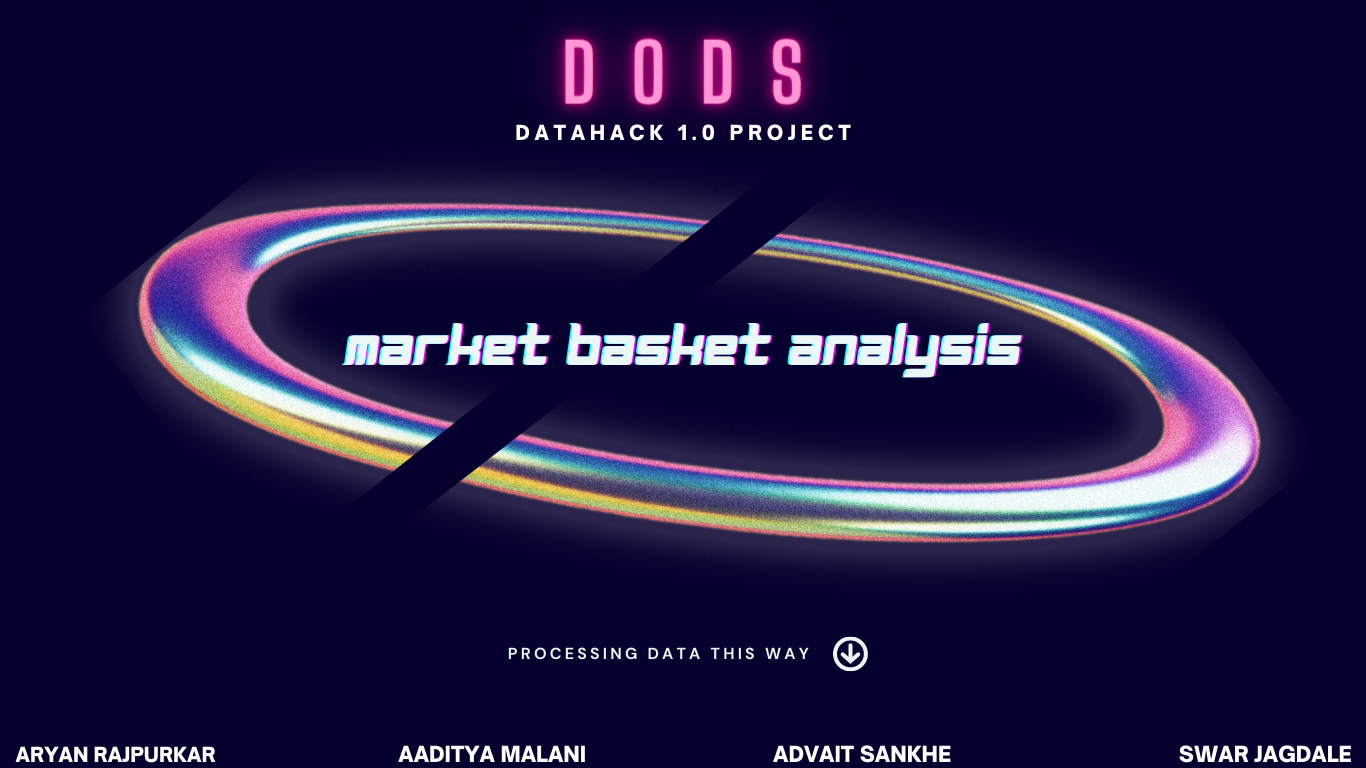 DODS
DATAHACK 1.0 PROJECT
market basket analysis
PROCESSING DATA THIS WAY
ARYAN RAJPURKAR AADITYA MALANI ADVAIT SANKHE SWAR JAGDALE